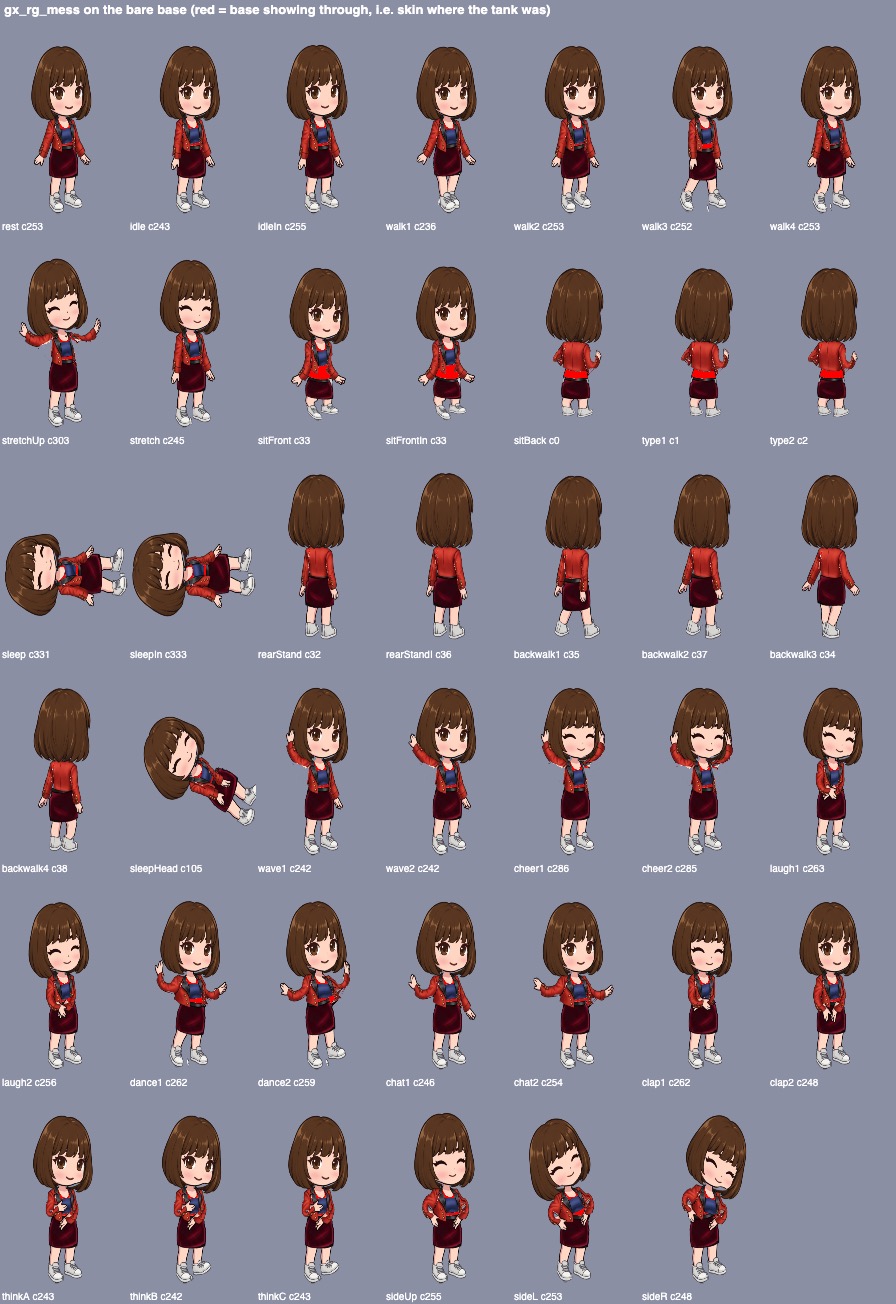 gx_rg_mess on the bare base (red = base showing through, i.e. skin where the tank was)
rest c253
idle c243
idleIn c255
walk1 c236
walk2 c253
walk3 c252
walk4 c253
stretchUp c303
stretch c245
sitFront c33
sitFrontIn c33
sitBack c0
type1 c1
type2 c2
sleep c331
sleepIn c333
rearStand c32
rearStandI c36
backwalk1 c35
backwalk2 c37
backwalk3 c34
backwalk4 c38
sleepHead c105
wave1 c242
wave2 c242
cheer1 c286
cheer2 c285
laugh1 c263
laugh2 c256
dance1 c262
dance2 c259
chat1 c246
chat2 c254
clap1 c262
clap2 c248
thinkA c243
thinkB c242
thinkC c243
sideUp c255
sideL c253
sideR c248